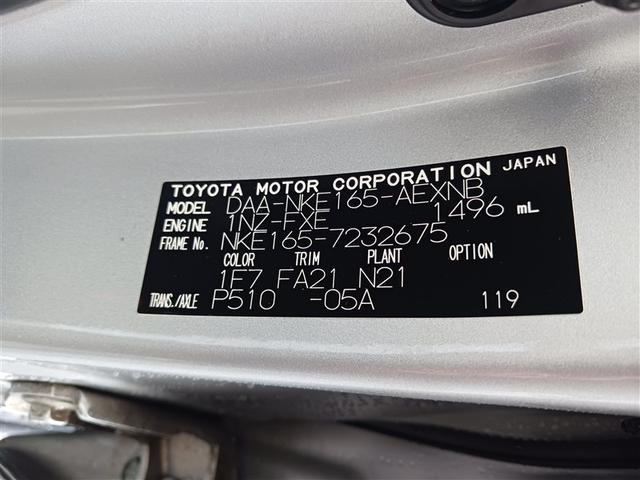 TOYOTA MOTOR CORPORATION JAPAN
MODEL DAA-NKE165-AEXNB
ENGINE 1NZ-FXE 1496 mL
FRAME No. NKE165-7232675
COLOR TRIM PLANT OPTION
1F7 FA21 N21
TRANS./AXLE P510 -05A 119